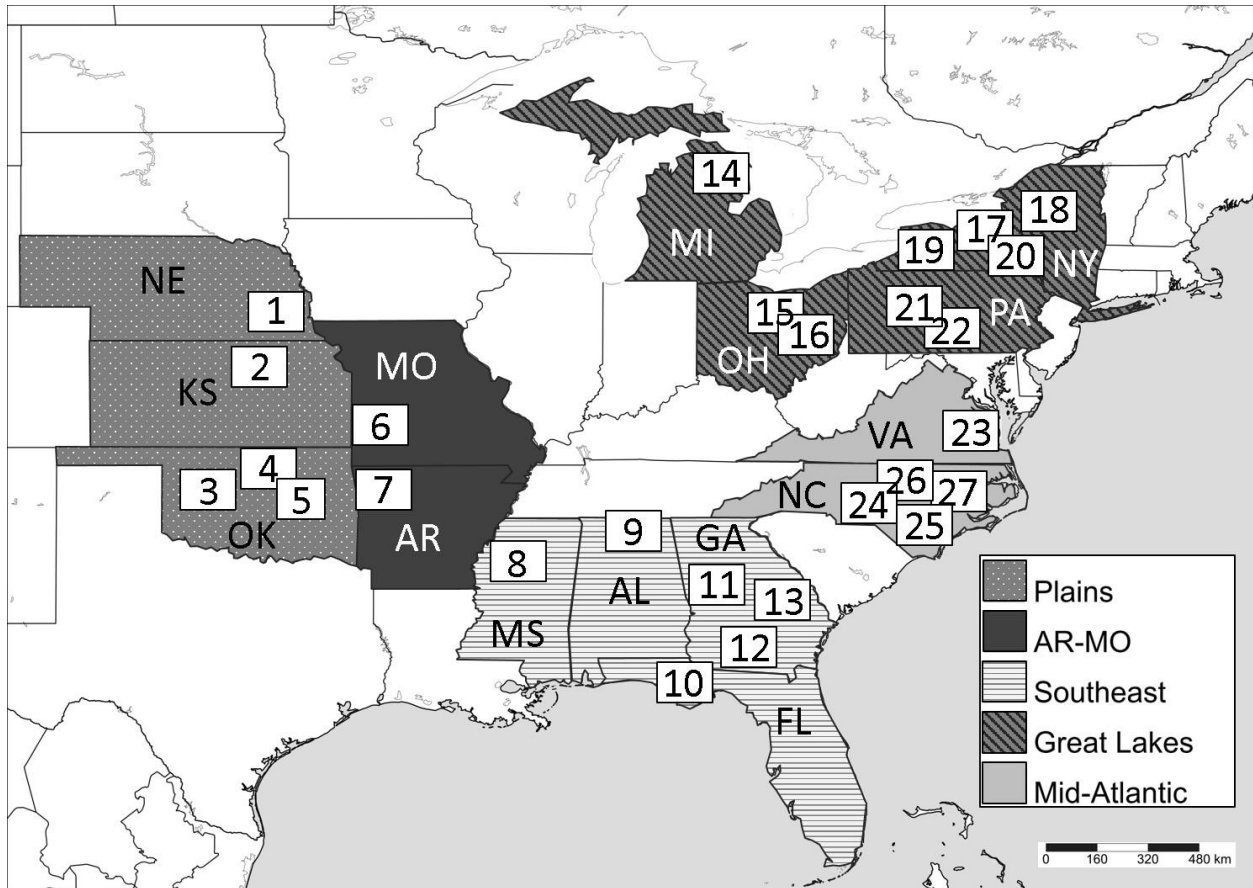 14
18
17
MI
19
20
NY
NE
1
21
PA
15
22
16
MO
OH
2
KS
6
VA
23
4
26
3
7
NC
27
5
24
25
OK
AR
9
GA
8
11
AL
13
MS
12
10
FL
Plains
AR-MO
Southeast
Great Lakes
Mid-Atlantic
0 160 320 480 km